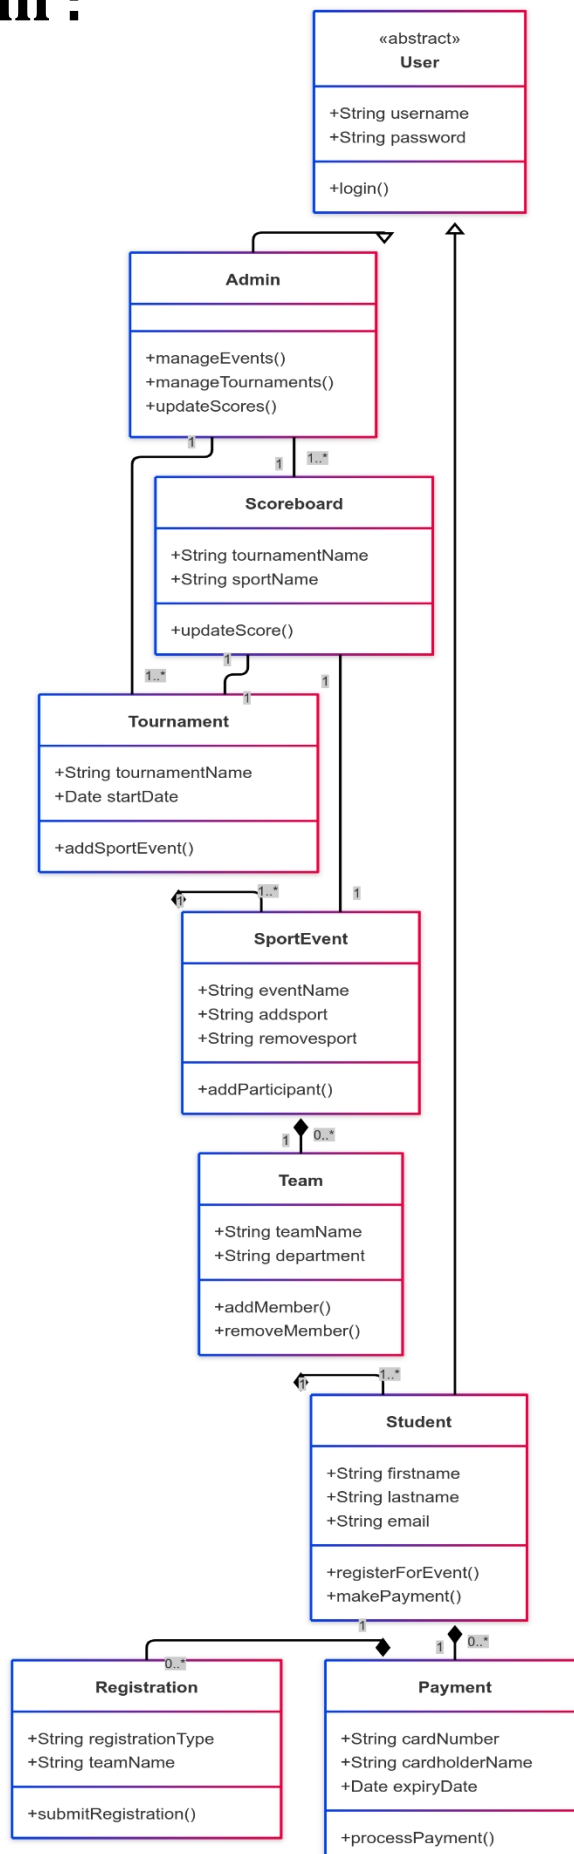 :
«abstract»
User
+String username
+String password
+login()
Admin
+manageEvents()
+manageTournaments()
+updateScores()
1
1
1..*
Scoreboard
+String tournamentName
+String sportName
+updateScore()
1
1..*
1
1
Tournament
+String tournamentName
+Date startDate
+addSportEvent()
1
1..*
1
SportEvent
+String eventName
+String addsport
+String removesport
+addParticipant()
1
0..*
Team
+String teamName
+String department
+addMember()
+removeMember()
1
1..*
Student
+String firstname
+String lastname
+String email
+registerForEvent()
+makePayment()
1
1
0..*
0..*
Registration
+String registrationType
+String teamName
+submitRegistration()
Payment
+String cardNumber
+String cardholderName
+Date expiryDate
+processPayment()